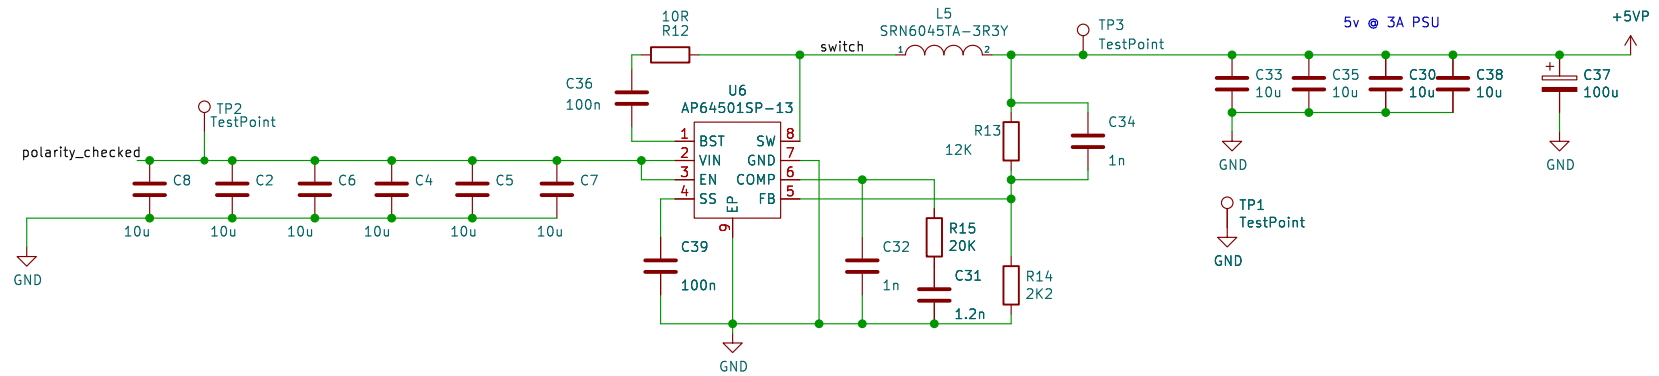 10R
R12
L5
SRN6045TA-3R3Y
switch
1
2
TP3
TestPoint
5v @ 3A PSU
+5VP
C36
100n
U6
AP64501SP-13
C33
10u
C35
10u
C30
10u
C38
10u
+
C37
100u
TP2
TestPoint
polarity_checked
1 BST
2 VIN
3 EN
4 SS
SW 8
GND 7
COMP 6
FB 5
EP
9
R13
12K
C34
1n
GND
GND
C8
C2
C6
C4
C5
C7
10u
10u
10u
10u
10u
10u
GND
C39
100n
C32
1n
R15
20K
C31
1.2n
R14
2K2
TP1
TestPoint
GND
GND